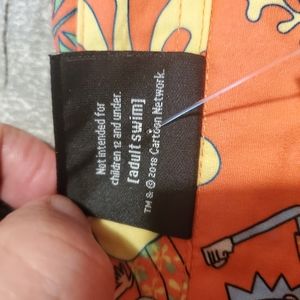 Not intended for
children 12 and under.
[adult swim]
TM & © 2018 Cartoon Network.